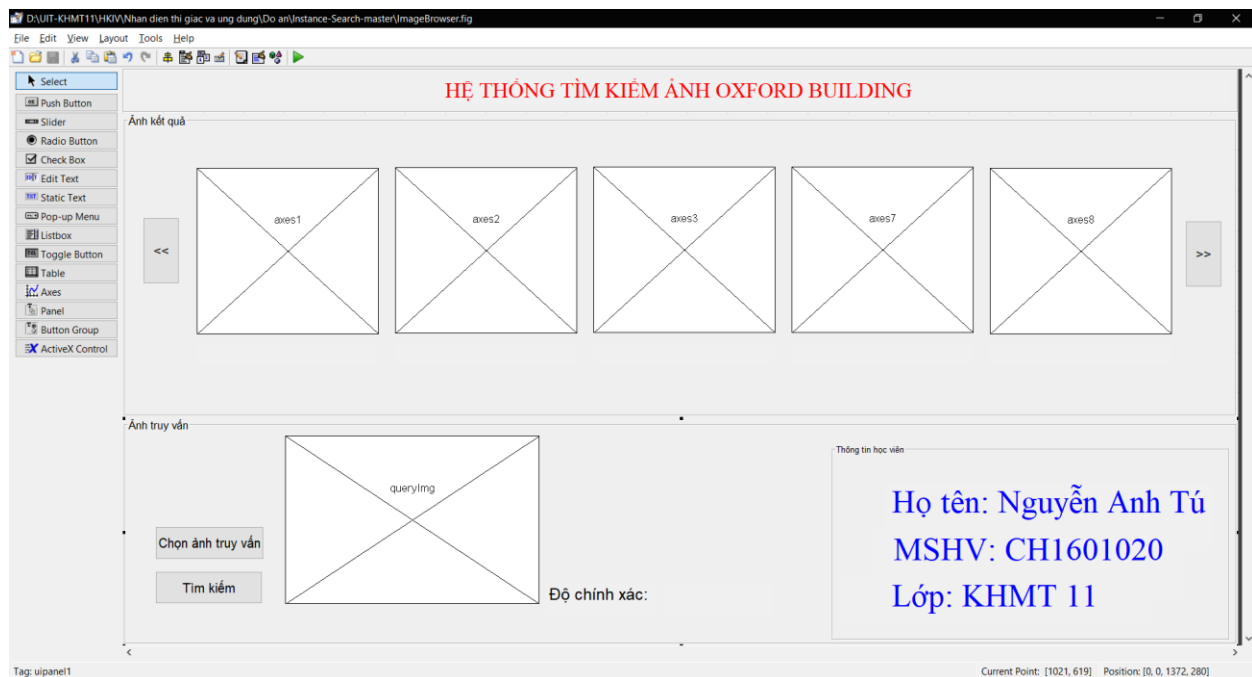 D:\UIT-KHMT11\HKIV\Nhan dien thi giac va ung dung\Do an\Instance-Search-master\ImageBrowser.fig
File Edit View Layout Tools Help
Select
Push Button
Slider
Radio Button
Check Box
Edit Text
Static Text
Pop-up Menu
Listbox
Toggle Button
Table
Axes
Panel
Button Group
ActiveX Control
HỆ THỐNG TÌM KIẾM ẢNH OXFORD BUILDING
Ảnh kết quả
<<
axes1
axes2
axes3
axes7
axes8
>>
Ảnh truy vấn
queryImg
Chọn ảnh truy vấn
Tìm kiếm
Độ chính xác:
Thông tin học viên
Họ tên: Nguyễn Anh Tú
MSHV: CH1601020
Lớp: KHMT 11
Tag: uipanel1
Current Point: [1021, 619] Position: [0, 0, 1372, 280]